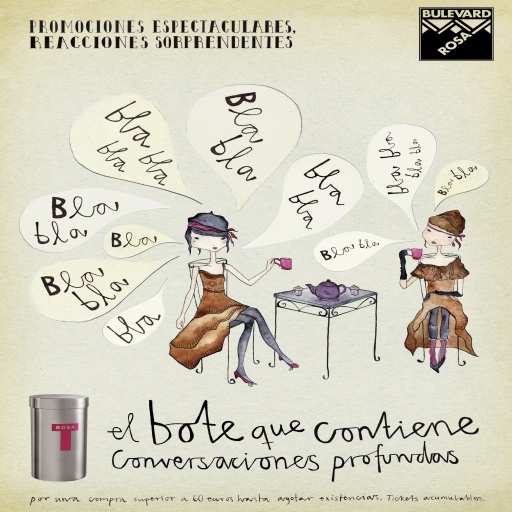 PROMOCIONES ESPECTACULARES,
REACCIONES SORPRENDENTES
BULEVARD
ROSA
bla
bla bla
bla
Bla
bla
bla
bla
bla bla
bla bla
bla bla
Bla bla
Bla
bla
Bla
Bla bla
Bla
bla
bla
ROSA
T
el bote que contiene
conversaciones profundas
por una compra superior a 60 euros hasta agotar existencias. Tickets acumulables.